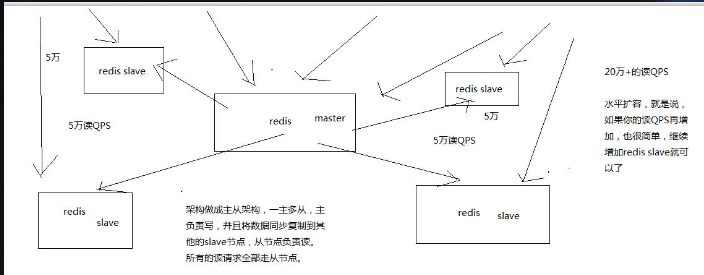 5万
redis slave
20万+的读QPS
redis slave
水平扩容，就是说，
如果你的读QPS再增
加，也很简单，继续
增加redis slave就可
以了
redis
master
5万
5万读QPS
5万读QPS
redis
slave
架构做成主从架构，一主多从，主
负责写，并且将数据同步复制到其
他的slave节点，从节点负责读。
所有的读请求全部走从节点。
redis
slave